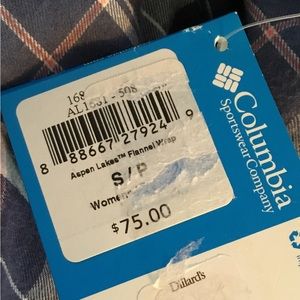 168
AL1631-508
8 88667 27924 9
Aspen Lakes™ Flannel Wrap
S/P
Women
$75.00
Columbia
Sportswear Company
Dillard's